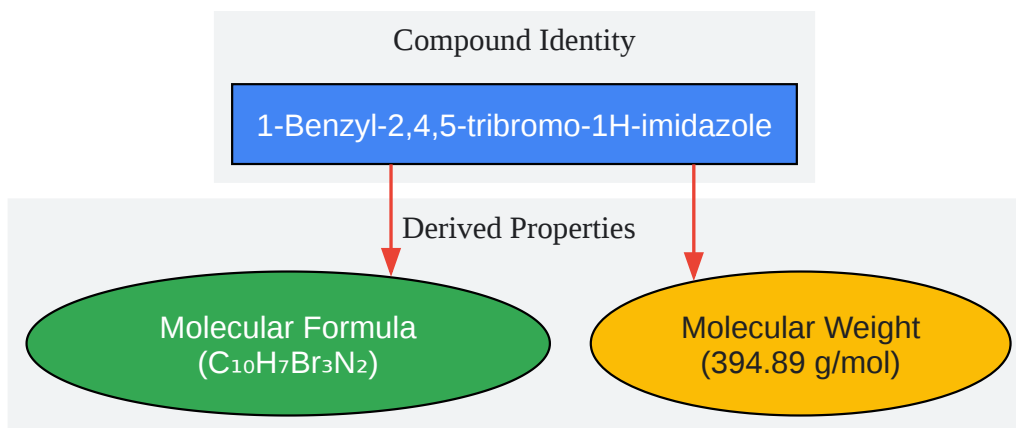 Compound Identity
1-Benzyl-2,4,5-tribromo-1H-imidazole
Derived Properties
Molecular Formula
(C₁₀H₇Br₃N₂)
Molecular Weight
(394.89 g/mol)